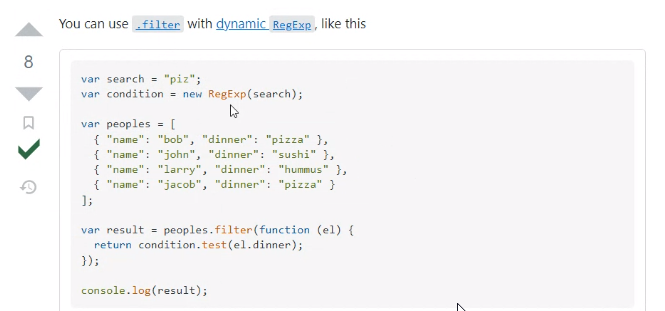 You can use .filter with dynamic RegExp, like this
8
var search = "piz";
var condition = new RegExp(search);
var peoples = [
{ "name": "bob", "dinner": "pizza" },
{ "name": "john", "dinner": "sushi" },
{ "name": "larry", "dinner": "hummus" },
{ "name": "jacob", "dinner": "pizza" }
];
var result = peoples.filter(function (el) {
return condition.test(el.dinner);
});
console.log(result);